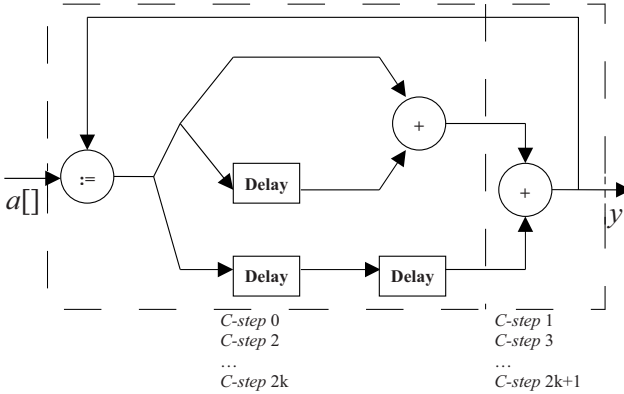 +
:=
a[]
Delay
+
y
Delay
Delay
C-step 0
C-step 2
...
C-step 2k
C-step 1
C-step 3
...
C-step 2k+1